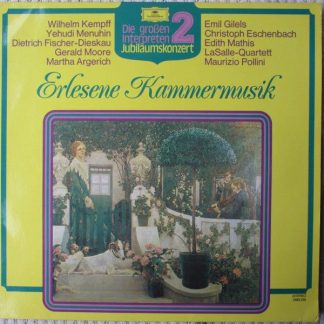 Wilhelm Kempff
Yehudi Menuhin
Dietrich Fischer-Dieskau
Gerald Moore
Martha Argerich
Die großen
Interpreten
Jubiläumskonzert
2
Emil Gilels
Christoph Eschenbach
Edith Mathis
LaSalle-Quartett
Maurizio Pollini
Erlesene Kammermusik